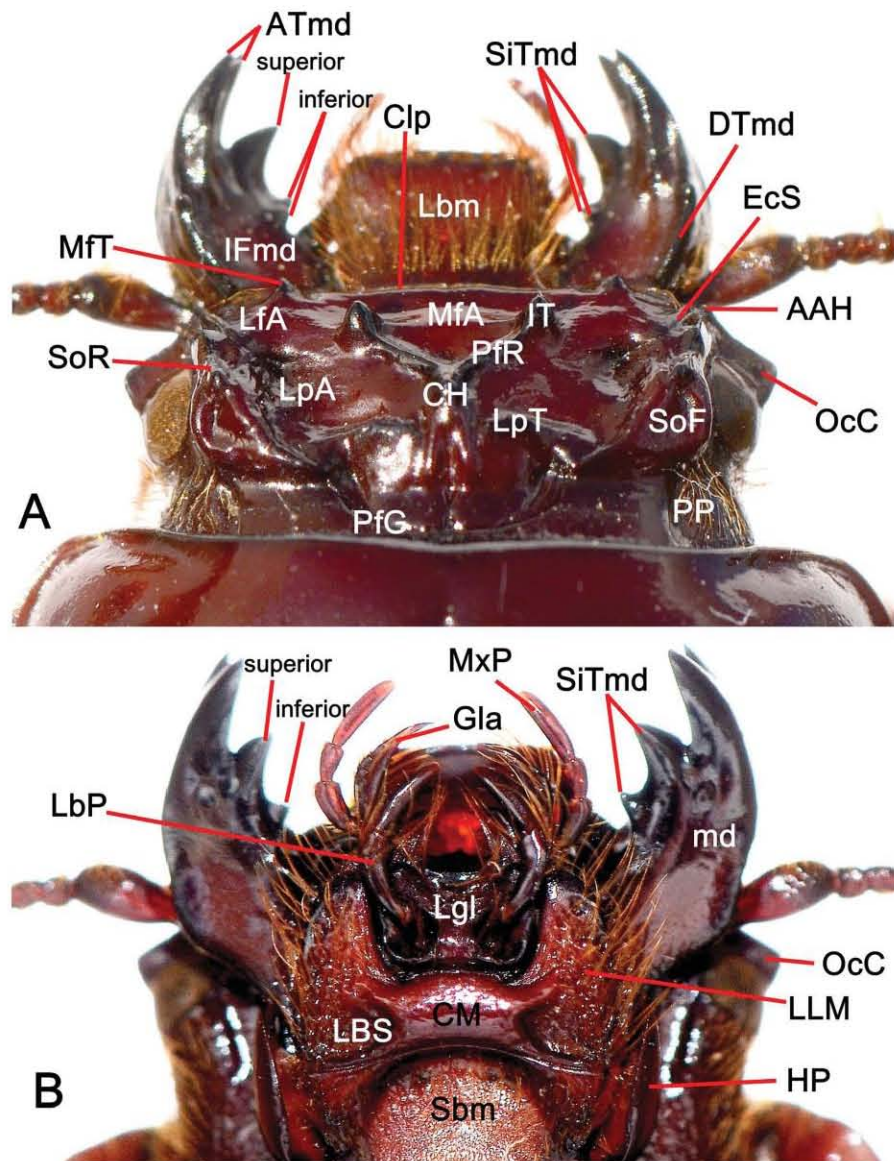 ATmd
superior
inferior
Clp
SiTmd
DTmd
EcS
Lbm
IFmd
MfT
LfA
MfA
IT
AAH
PfR
SoR
LpA
CH
LpT
SoF
OcC
A
PfG
PP
superior
inferior
MxP
SiTmd
Gla
LbP
md
Lgl
OcC
LLM
CM
LBS
HP
B
Sbm